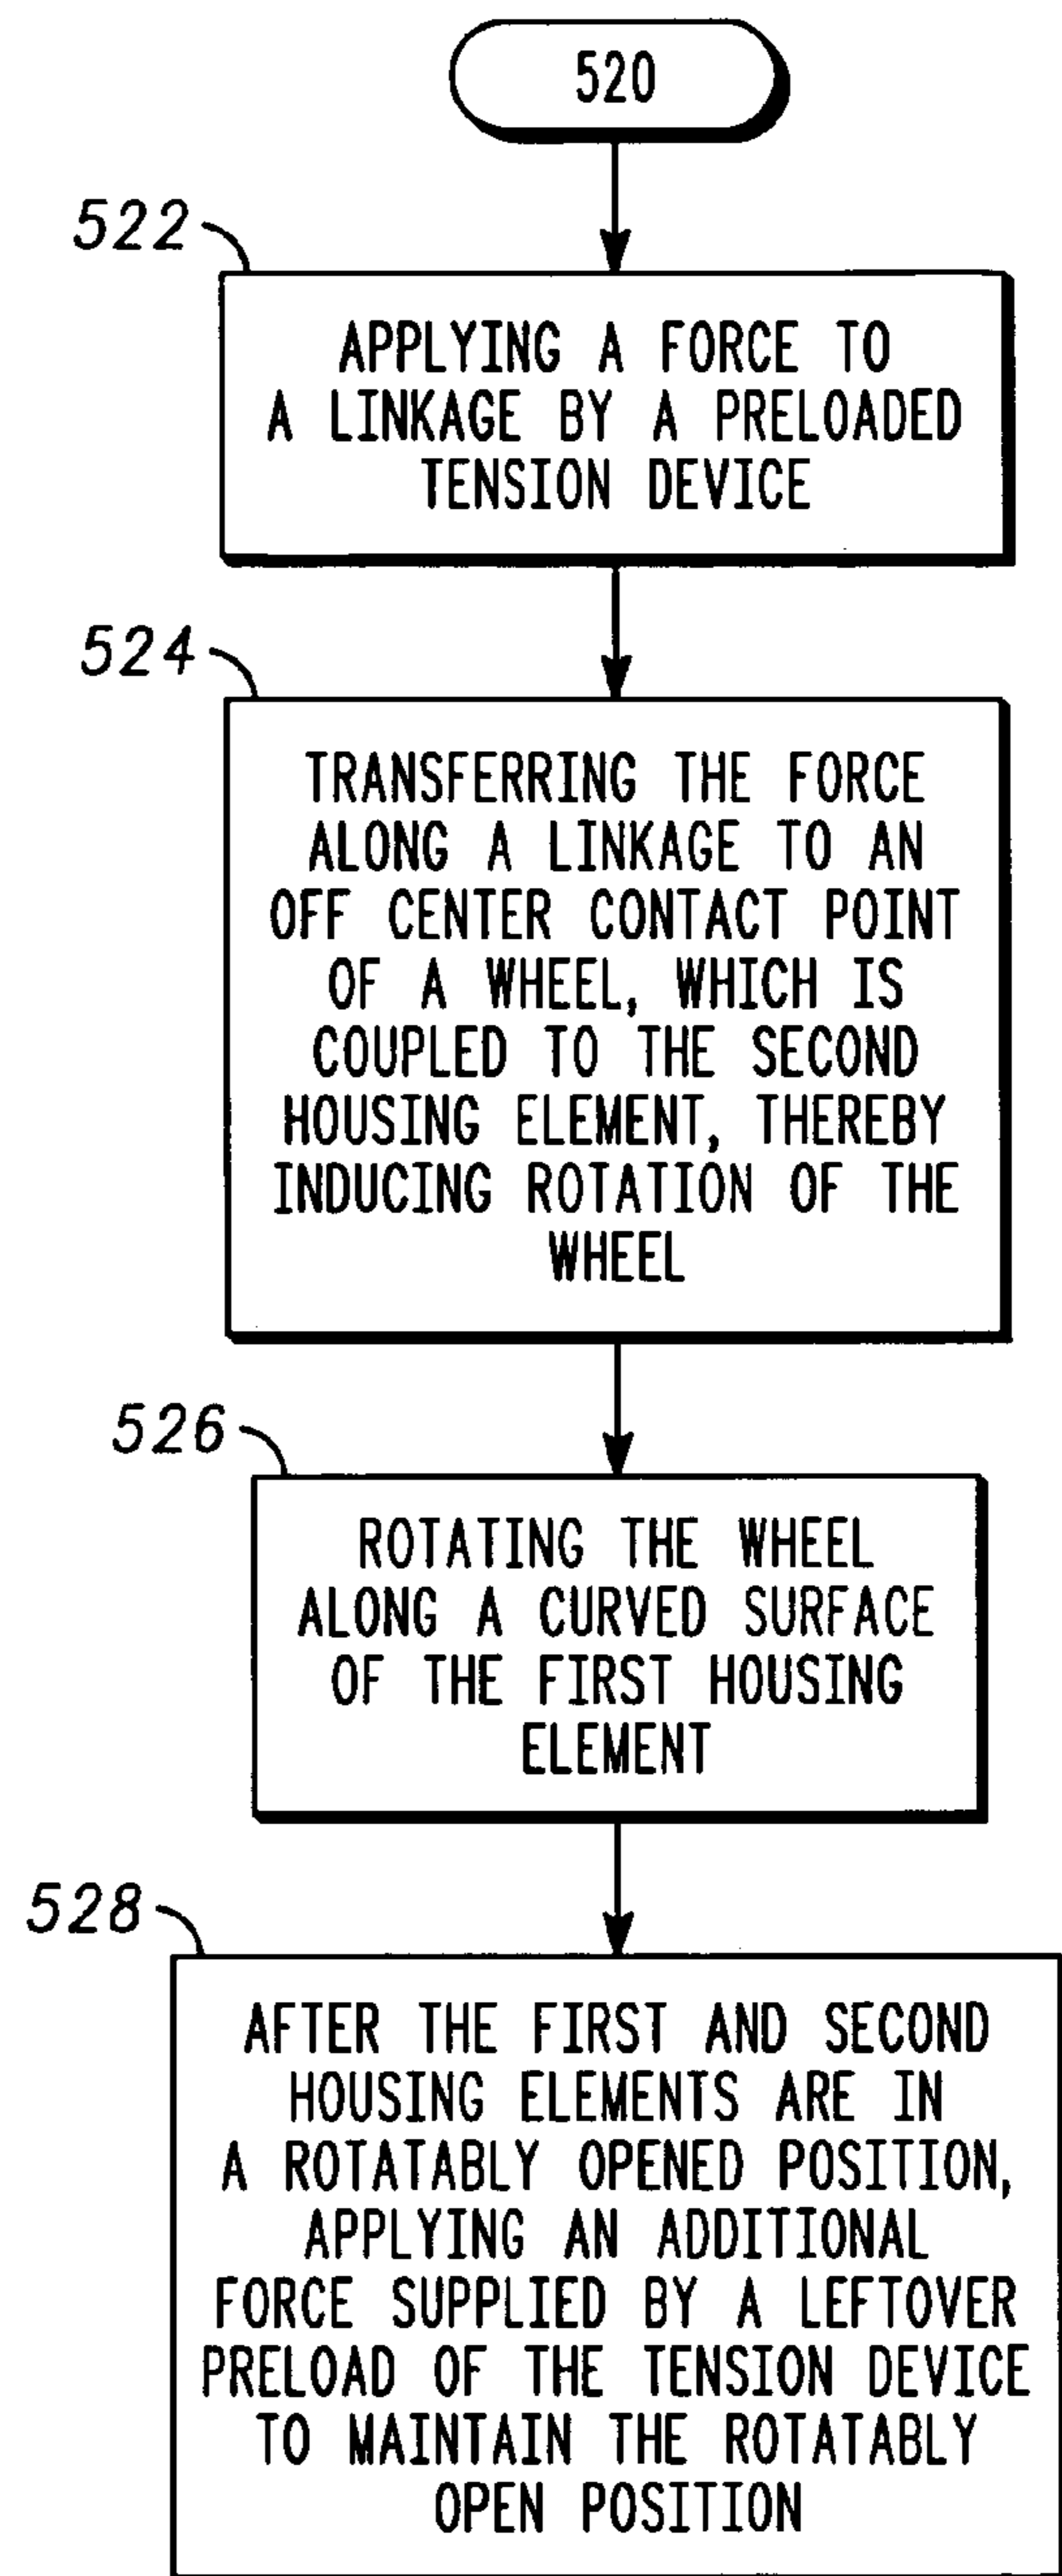 520
522
APPLYING A FORCE TO
A LINKAGE BY A PRELOADED
TENSION DEVICE
524
TRANSFERRING THE FORCE
ALONG A LINKAGE TO AN
OFF CENTER CONTACT POINT
OF A WHEEL, WHICH IS
COUPLED TO THE SECOND
HOUSING ELEMENT, THEREBY
INDUCING ROTATION OF THE
WHEEL
526
ROTATING THE WHEEL
ALONG A CURVED SURFACE
OF THE FIRST HOUSING
ELEMENT
528
AFTER THE FIRST AND SECOND
HOUSING ELEMENTS ARE IN
A ROTATABLY OPENED POSITION,
APPLYING AN ADDITIONAL
FORCE SUPPLIED BY A LEFTOVER
PRELOAD OF THE TENSION DEVICE
TO MAINTAIN THE ROTATABLY
OPEN POSITION